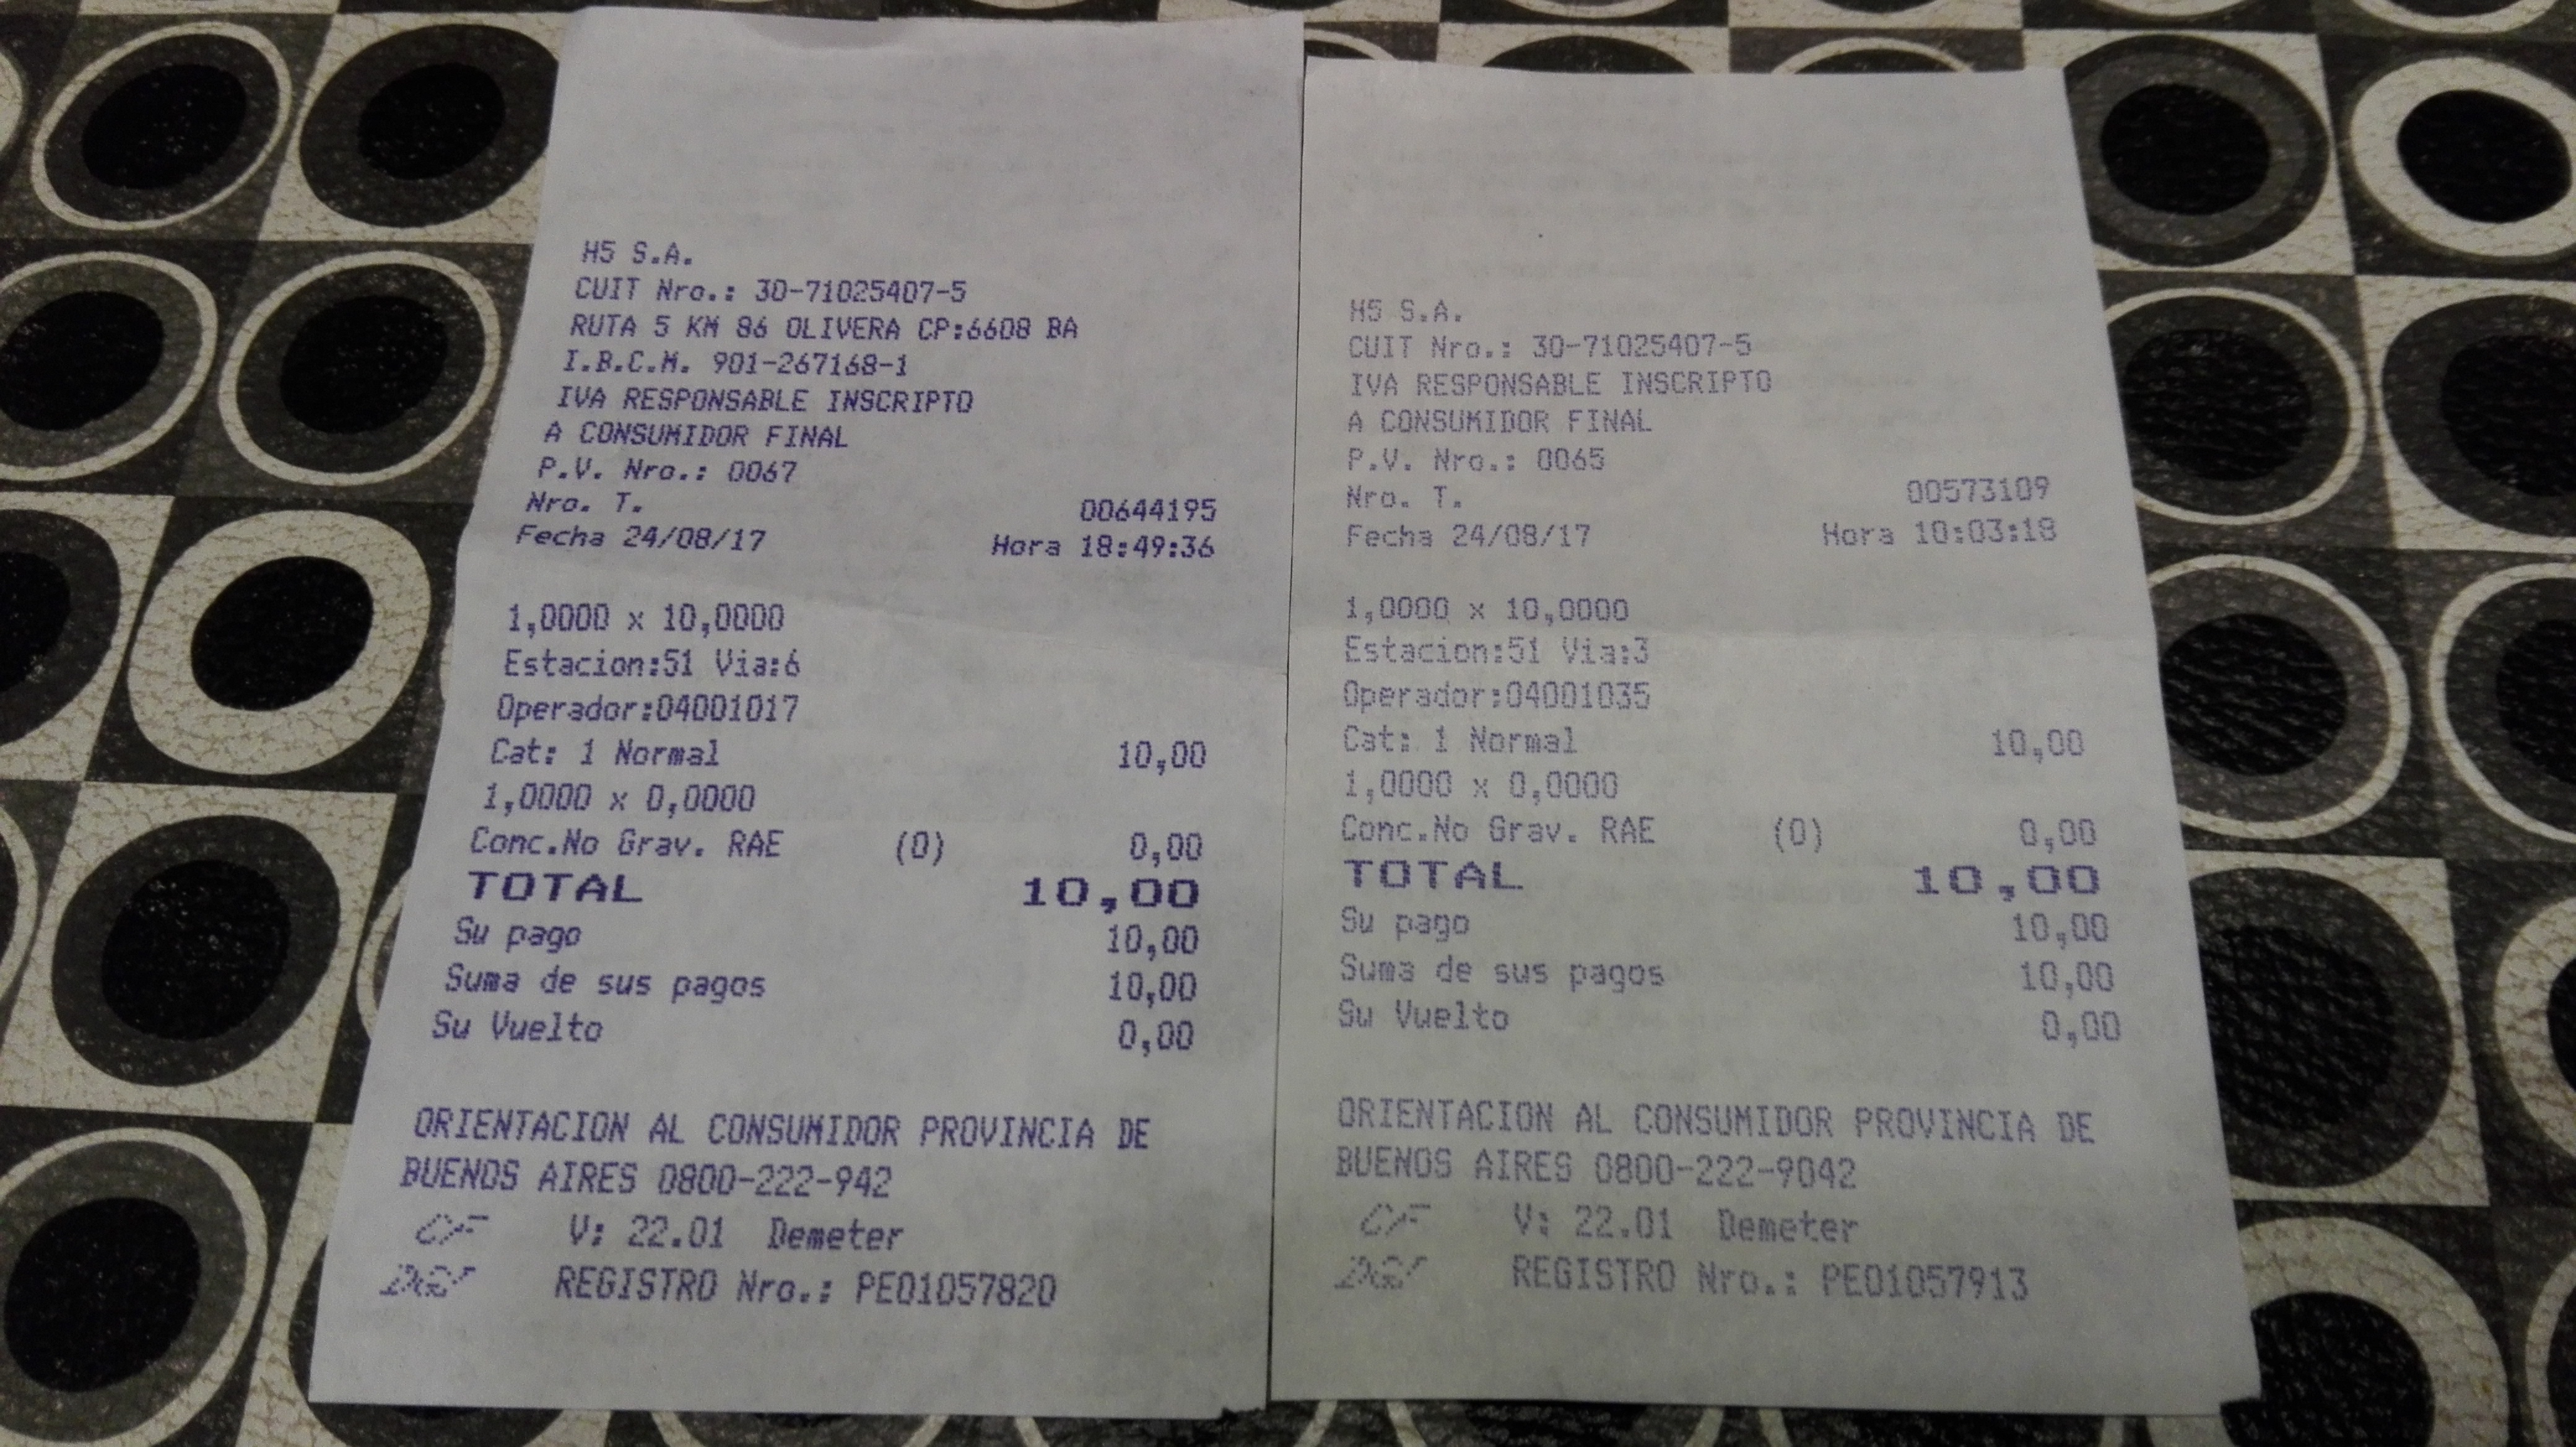 H5 S.A.
CUIT Nro.: 30-71025407-5
RUTA 5 KM 86 OLIVERA CP:6608 BA
I.B.C.M. 901-267168-1
IVA RESPONSABLE INSCRIPTO
A CONSUMIDOR FINAL
P.V. Nro.: 0067
Nro. T. 00644195
Fecha 24/08/17 Hora 18:49:36
1,0000 x 10,0000
Estacion:51 Via:6
Operador:04001017
Cat: 1 Normal 10,00
1,0000 x 0,0000
Conc.No Grav. RAE (0) 0,00
TOTAL 10,00
Su pago 10,00
Suma de sus pagos 10,00
Su Vuelto 0,00
ORIENTACION AL CONSUMIDOR PROVINCIA DE
BUENOS AIRES 0800-222-942
CF V: 22.01 Demeter
DGI REGISTRO Nro.: PEO1057820
H5 S.A.
CUIT Nro.: 30-71025407-5
IVA RESPONSABLE INSCRIPTO
A CONSUMIDOR FINAL
P.V. Nro.: 0065
Nro. T. 00573109
Fecha 24/08/17 Hora 10:03:18
1,0000 x 10,0000
Estacion:51 Via:3
Operador:04001035
Cat: 1 Normal 10,00
1,0000 x 0,0000
Conc.No Grav. RAE (0) 0,00
TOTAL 10,00
Su pago 10,00
Suma de sus pagos 10,00
Su Vuelto 0,00
ORIENTACION AL CONSUMIDOR PROVINCIA DE
BUENOS AIRES 0800-222-9042
CF V: 22.01 Demeter
DGI REGISTRO Nro.: PEO1057913